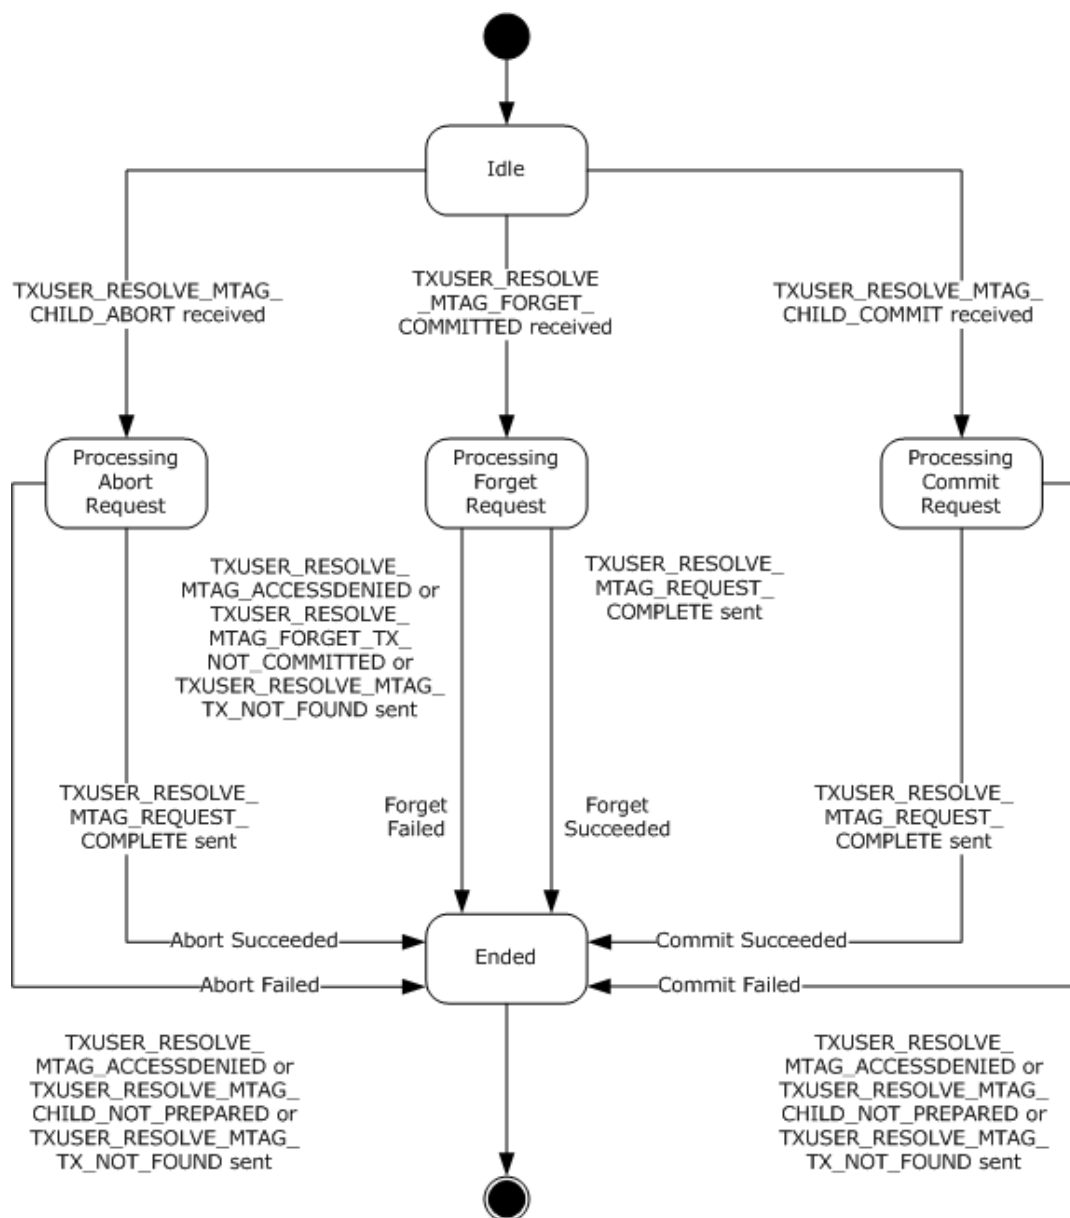 Idle
TXUSER_RESOLVE_MTAG_
CHILD_ABORT received
TXUSER_RESOLVE
_MTAG_FORGET_
COMMITTED received
TXUSER_RESOLVE_MTAG_
CHILD_COMMIT received
Processing
Abort
Request
Processing
Forget
Request
Processing
Commit
Request
TXUSER_RESOLVE_
MTAG_ACCESSDENIED or
TXUSER_RESOLVE_
MTAG_FORGET_TX_
NOT_COMMITTED or
TXUSER_RESOLVE_MTAG_
TX_NOT_FOUND sent
TXUSER_RESOLVE_
MTAG_REQUEST_
COMPLETE sent
TXUSER_RESOLVE_
MTAG_REQUEST_
COMPLETE sent
Forget
Failed
Forget
Succeeded
TXUSER_RESOLVE_
MTAG_REQUEST_
COMPLETE sent
Abort Succeeded
Abort Failed
Ended
Commit Succeeded
Commit Failed
TXUSER_RESOLVE_
MTAG_ACCESSDENIED or
TXUSER_RESOLVE_MTAG_
CHILD_NOT_PREPARED or
TXUSER_RESOLVE_MTAG_
TX_NOT_FOUND sent
TXUSER_RESOLVE_
MTAG_ACCESSDENIED or
TXUSER_RESOLVE_MTAG_
CHILD_NOT_PREPARED or
TXUSER_RESOLVE_MTAG_
TX_NOT_FOUND sent